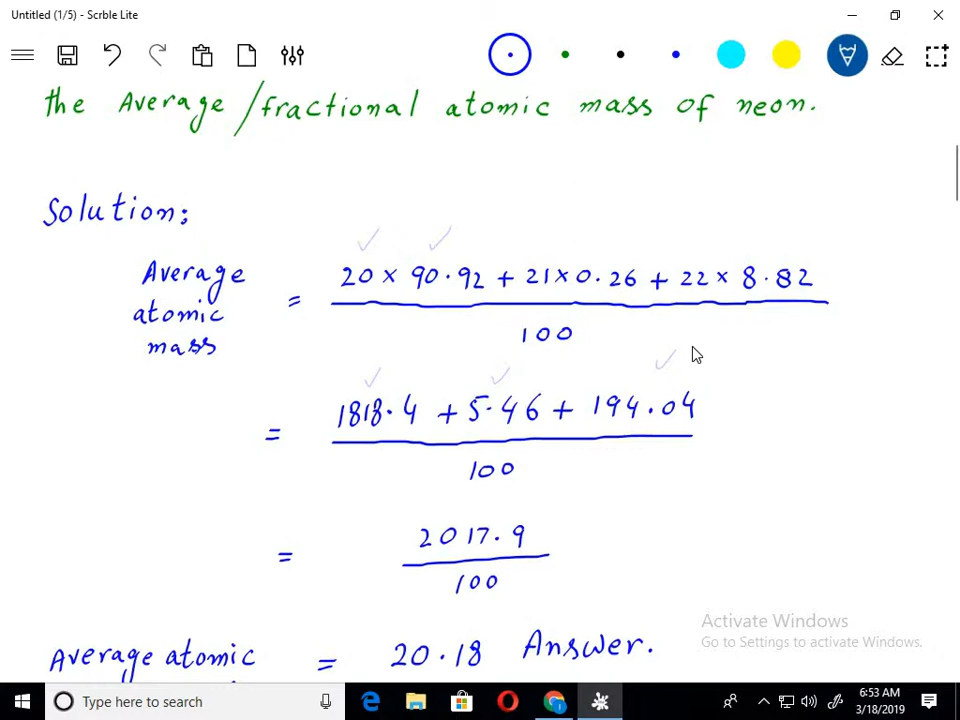 Untitled (1/5) - Scrble Lite
the Average/fractional atomic mass of neon.
Solution:
Average atomic mass = 20 × 90.92 + 21 × 0.26 + 22 × 8.82
100
= 1818.4 + 5.46 + 194.04
100
= 2017.9
100
Average atomic = 20.18 Answer.
Activate Windows
Go to Settings to activate Windows.
Type here to search
6:53 AM
3/18/2019